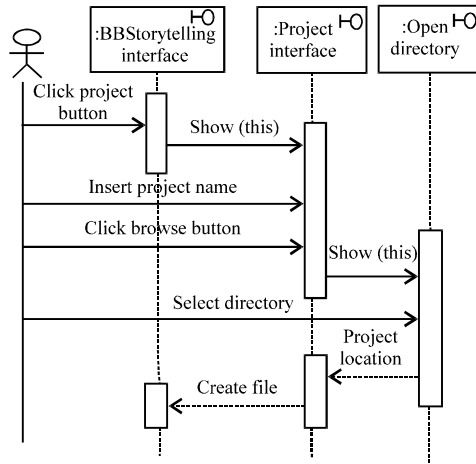 :BBStorytelling
interface
:Project
interface
:Open
directory
Click project
button
Show (this)
Insert project name
Click browse button
Show (this)
Select directory
Project
location
Create file